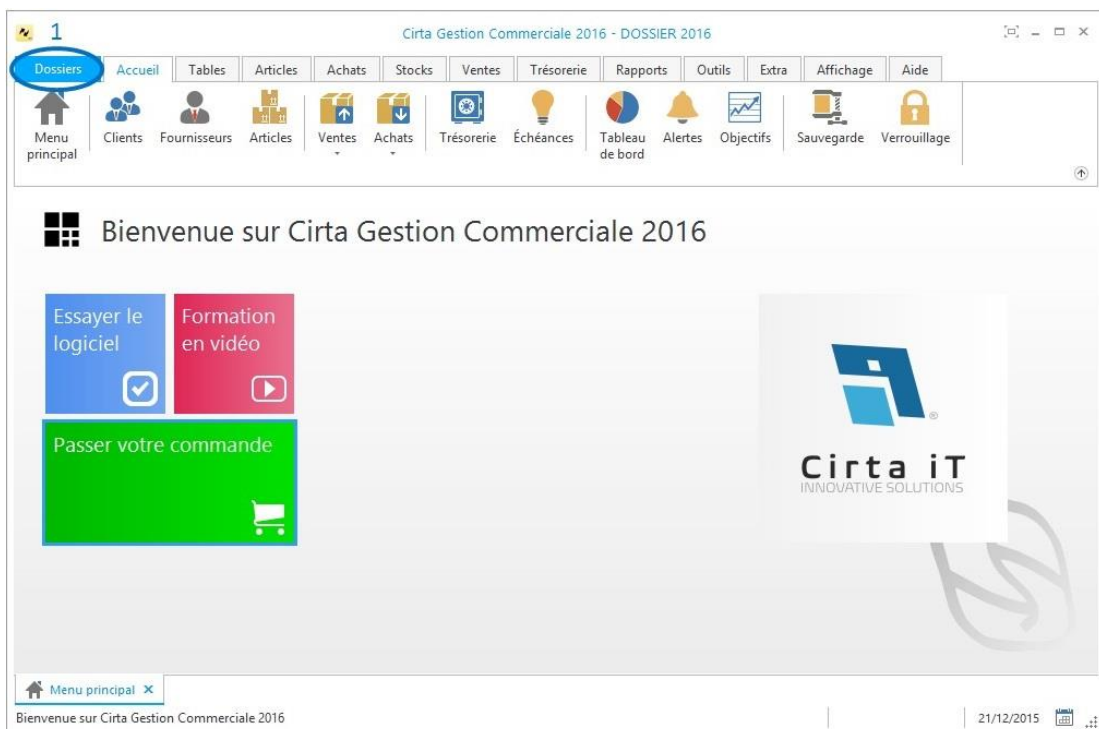 1
Cirta Gestion Commerciale 2016 - DOSSIER 2016
Dossiers Accueil Tables Articles Achats Stocks Ventes Trésorerie Rapports Outils Extra Affichage Aide
Menu principal
Clients
Fournisseurs
Articles
Ventes
Achats
Trésorerie
Échéances
Tableau de bord
Alertes
Objectifs
Sauvegarde
Verrouillage
Bienvenue sur Cirta Gestion Commerciale 2016
Essayer le
logiciel
Formation
en vidéo
Passer votre commande
®
Cirta iT
INNOVATIVE SOLUTIONS
Menu principal
Bienvenue sur Cirta Gestion Commerciale 2016
21/12/2015